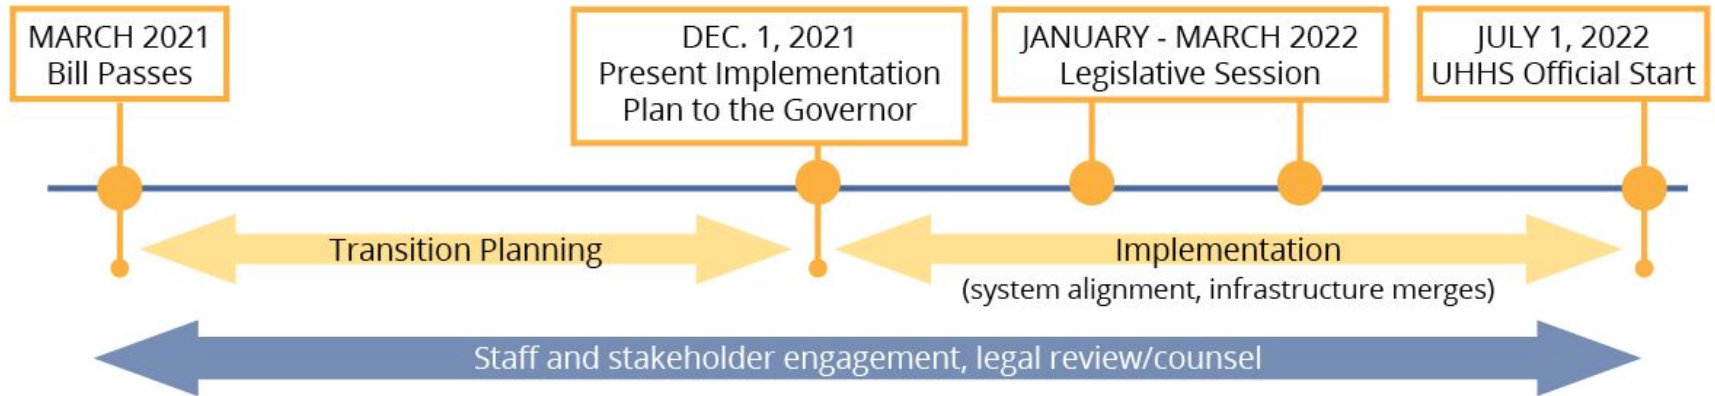 MARCH 2021
Bill Passes
DEC. 1, 2021
Present Implementation
Plan to the Governor
JANUARY - MARCH 2022
Legislative Session
JULY 1, 2022
UHHS Official Start
Transition Planning
Implementation
(system alignment, infrastructure merges)
Staff and stakeholder engagement, legal review/counsel